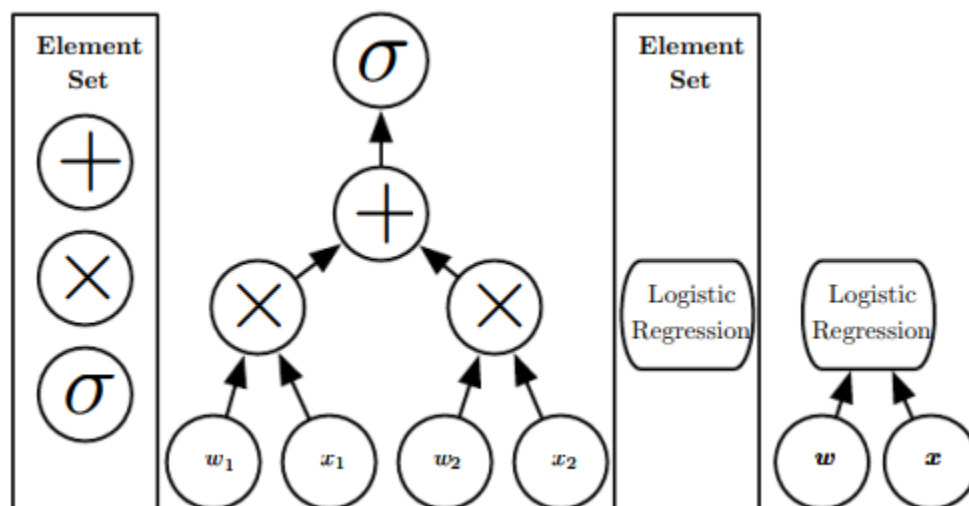 Element
Set
+
×
σ
σ
+
×
×
w₁
x₁
w₂
x₂
Element
Set
Logistic
Regression
Logistic
Regression
w
x